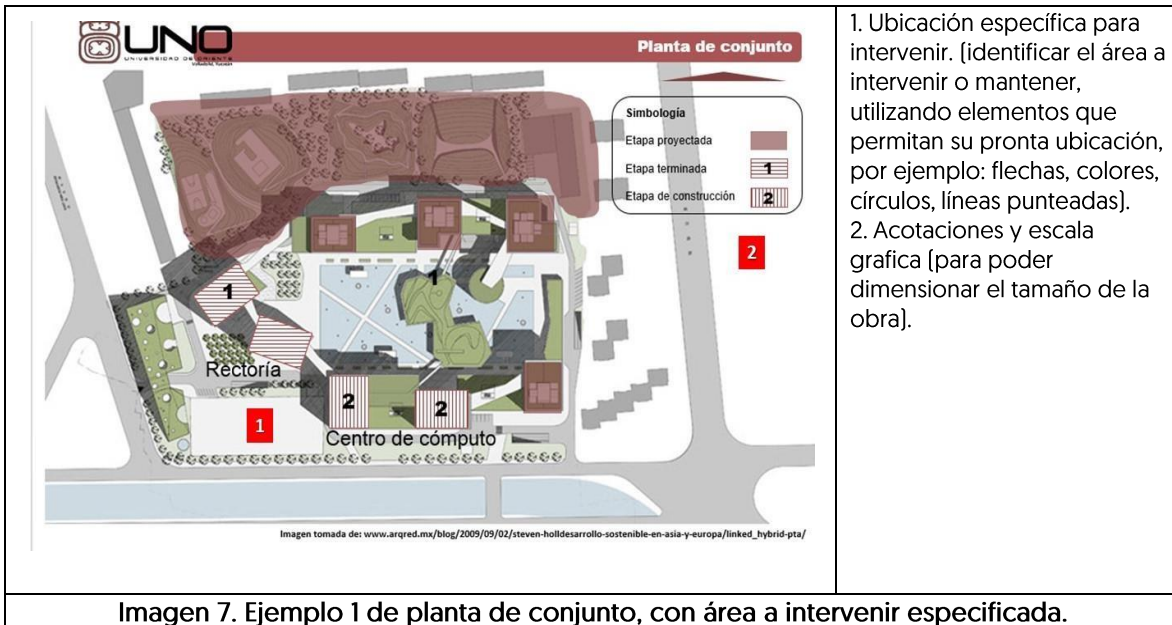 UNO
UNIVERSIDAD DE ORIENTE
Valladolid, Yucatán
Planta de conjunto
Simbología
Etapa proyectada
Etapa terminada
1
Etapa de construcción
2
2
1
1
Rectoría
2
2
1
Centro de cómputo
Imagen tomada de: www.arqred.mx/blog/2009/09/02/steven-holldesarrollo-sostenible-en-asia-y-europa/linked_hybrid-pta/
1. Ubicación específica para
intervenir. (identificar el área a
intervenir o mantener,
utilizando elementos que
permitan su pronta ubicación,
por ejemplo: flechas, colores,
círculos, líneas punteadas).
2. Acotaciones y escala
grafica (para poder
dimensionar el tamaño de la
obra).
Imagen 7. Ejemplo 1 de planta de conjunto, con área a intervenir especificada.